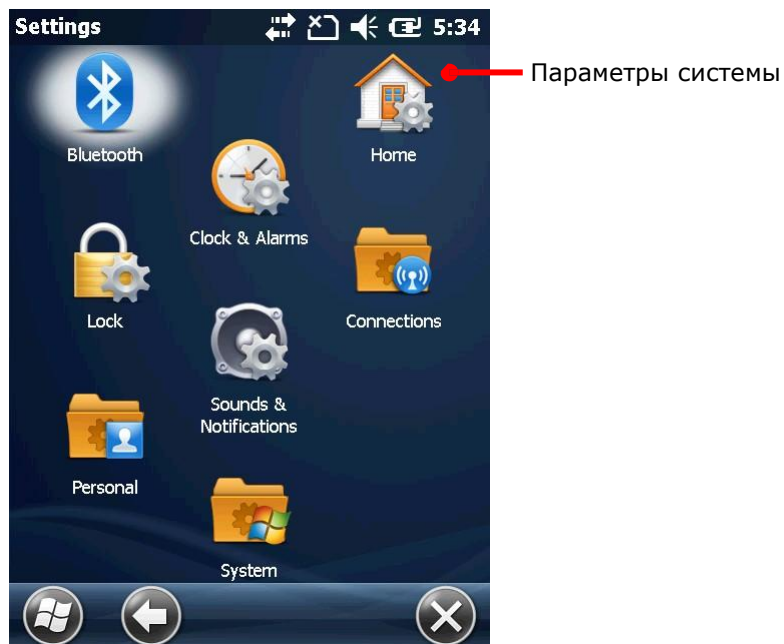 Settings 5:34
Параметры системы
Bluetooth
Home
Clock & Alarms
Lock
Connections
Sounds &
Notifications
Personal
System